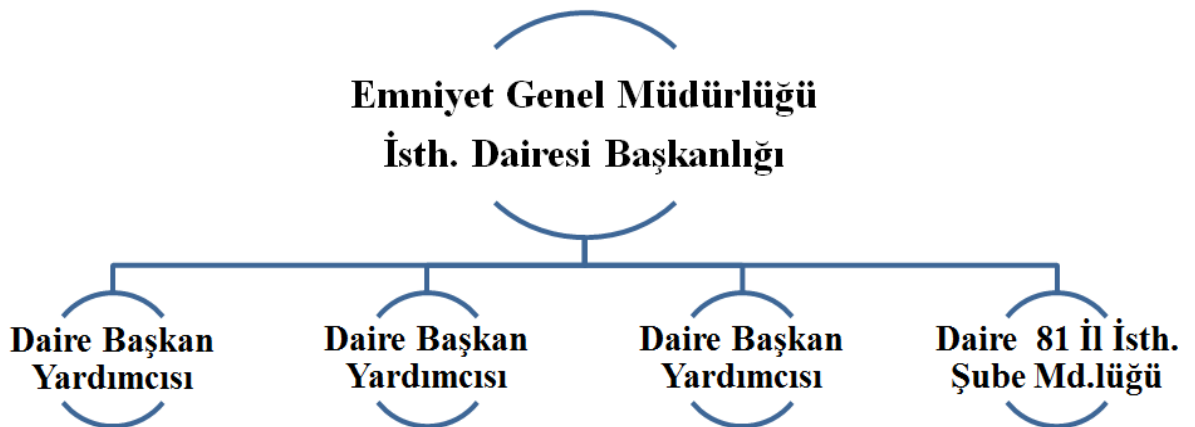 Emniyet Genel Müdürlüğü
İsth. Dairesi Başkanlığı
Daire Başkan
Yardımcısı
Daire Başkan
Yardımcısı
Daire Başkan
Yardımcısı
Daire 81 İl İsth.
Şube Md.lüğü